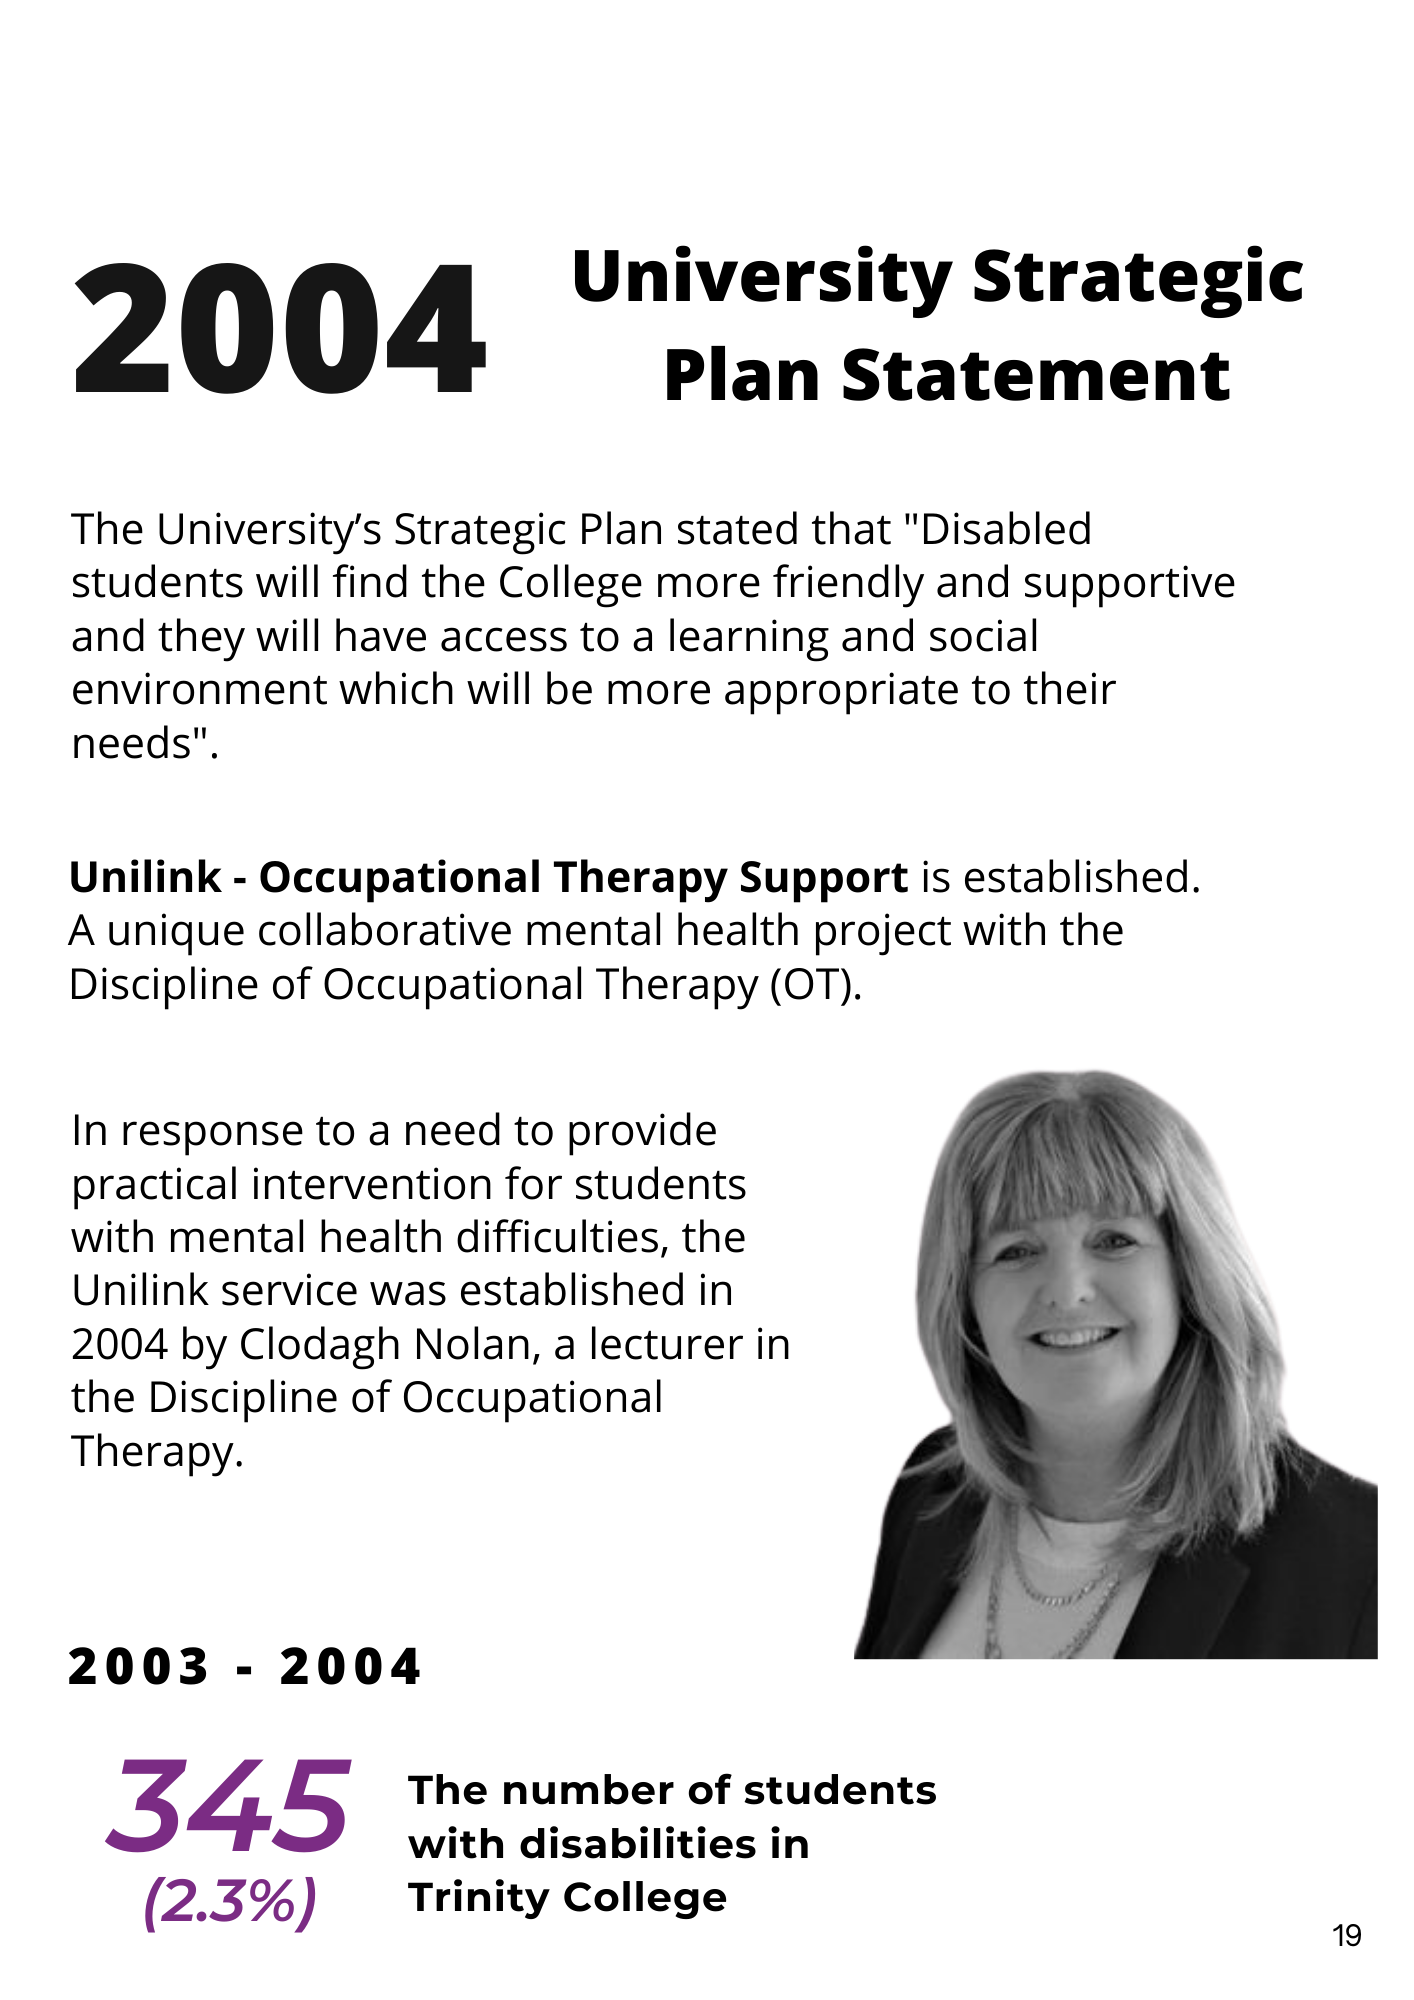 2004
University Strategic
Plan Statement
The University’s Strategic Plan stated that "Disabled
students will find the College more friendly and supportive
and they will have access to a learning and social
environment which will be more appropriate to their
needs".
Unilink - Occupational Therapy Support is established.
A unique collaborative mental health project with the
Discipline of Occupational Therapy (OT).
In response to a need to provide
practical intervention for students
with mental health difficulties, the
Unilink service was established in
2004 by Clodagh Nolan, a lecturer in
the Discipline of Occupational
Therapy.
2003 - 2004
345
(2.3%)
The number of students
with disabilities in
Trinity College
19